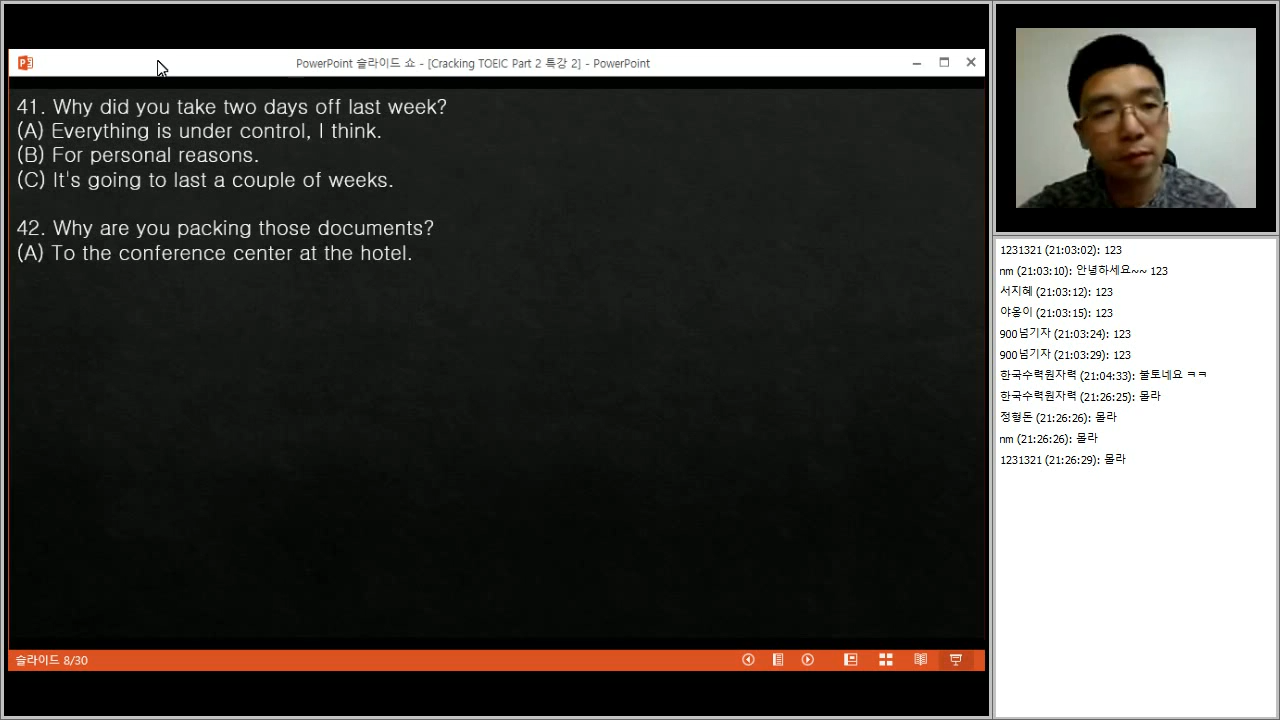 PowerPoint 슬라이드 쇼 - [Cracking TOEIC Part 2 특강 2] - PowerPoint
41. Why did you take two days off last week?
(A) Everything is under control, I think.
(B) For personal reasons.
(C) It's going to last a couple of weeks.
42. Why are you packing those documents?
(A) To the conference center at the hotel.
슬라이드 8/30
1231321 (21:03:02): 123
nm (21:03:10): 안녕하세요~~ 123
서지혜 (21:03:12): 123
야옹이 (21:03:15): 123
900넘기자 (21:03:24): 123
900넘기자 (21:03:29): 123
한국수력원자력 (21:04:33): 불토네요 ㅋㅋ
한국수력원자력 (21:26:25): 몰라
정형돈 (21:26:26): 몰라
nm (21:26:26): 몰라
1231321 (21:26:29): 몰라